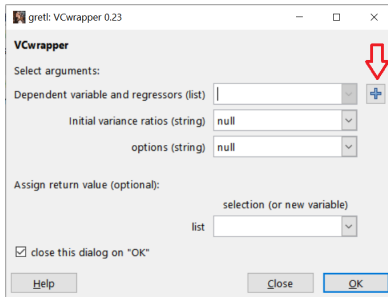 gretl: VCwrapper 0.23
VCwrapper
Select arguments:
Dependent variable and regressors (list)
Initial variance ratios (string) null
options (string) null
Assign return value (optional):
selection (or new variable)
list
close this dialog on "OK"
Help Close OK